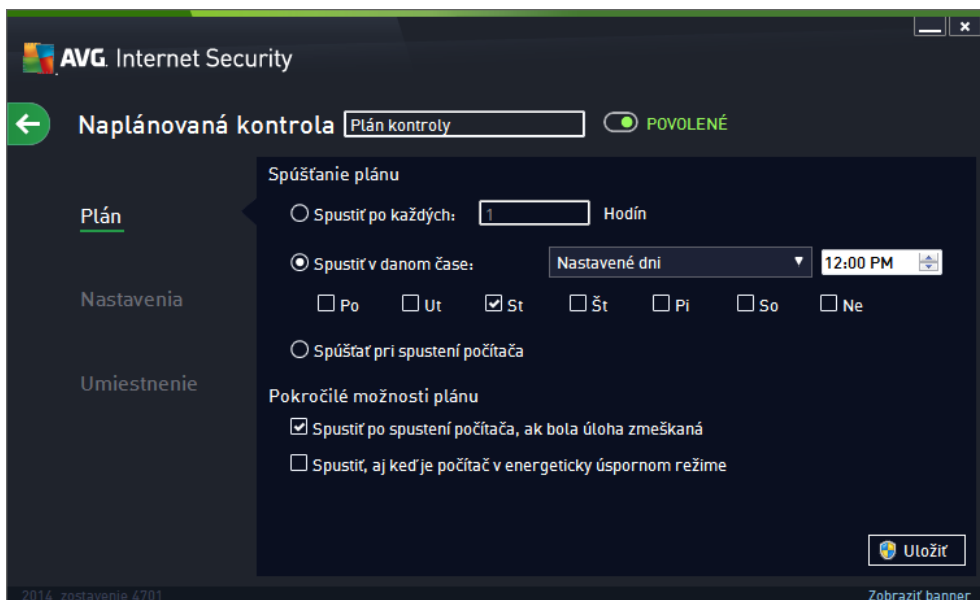 AVG. Internet Security
Naplánovaná kontrola Plán kontroly POVOLENÉ
Plán
Nastavenia
Umiestnenie
Spúšťanie plánu
Spustiť po každých: 1 Hodín
Spustiť v danom čase: Nastavené dni 12:00 PM
Po Ut St Št Pi So Ne
Spúšťať pri spustení počítača
Pokročilé možnosti plánu
Spustiť po spustení počítača, ak bola úloha zmeškaná
Spustiť, aj keď je počítač v energeticky úspornom režime
Uložiť
2014 zostavenie 4701 Zobraziť banner